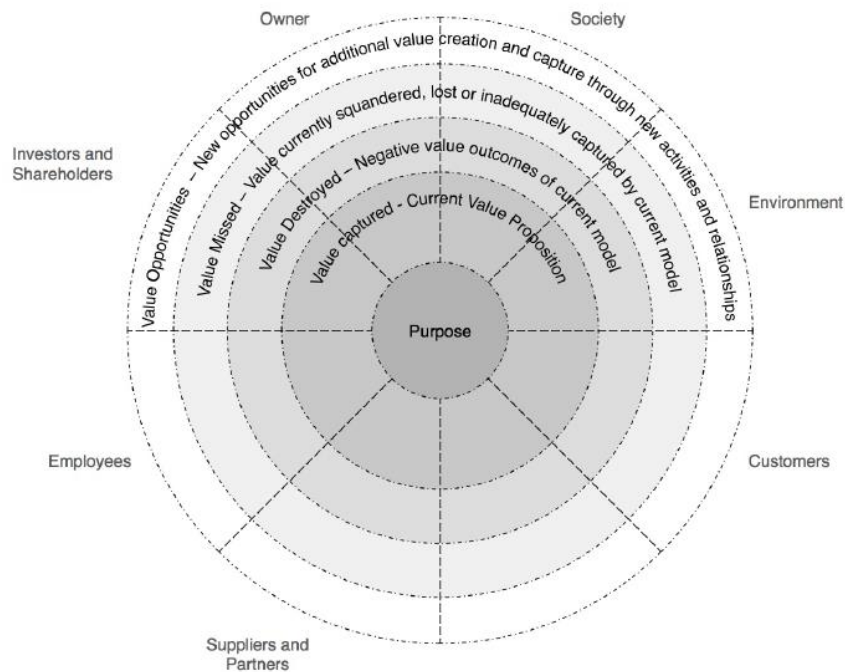 Owner
Society
Value Opportunities – New opportunities for additional value creation and capture through new activities and relationships
Value Missed – Value currently squandered, lost or inadequately captured by current model
Value Destroyed – Negative value outcomes of current model
Value captured - Current Value Proposition
Investors and
Shareholders
Environment
Purpose
Employees
Customers
Suppliers and
Partners